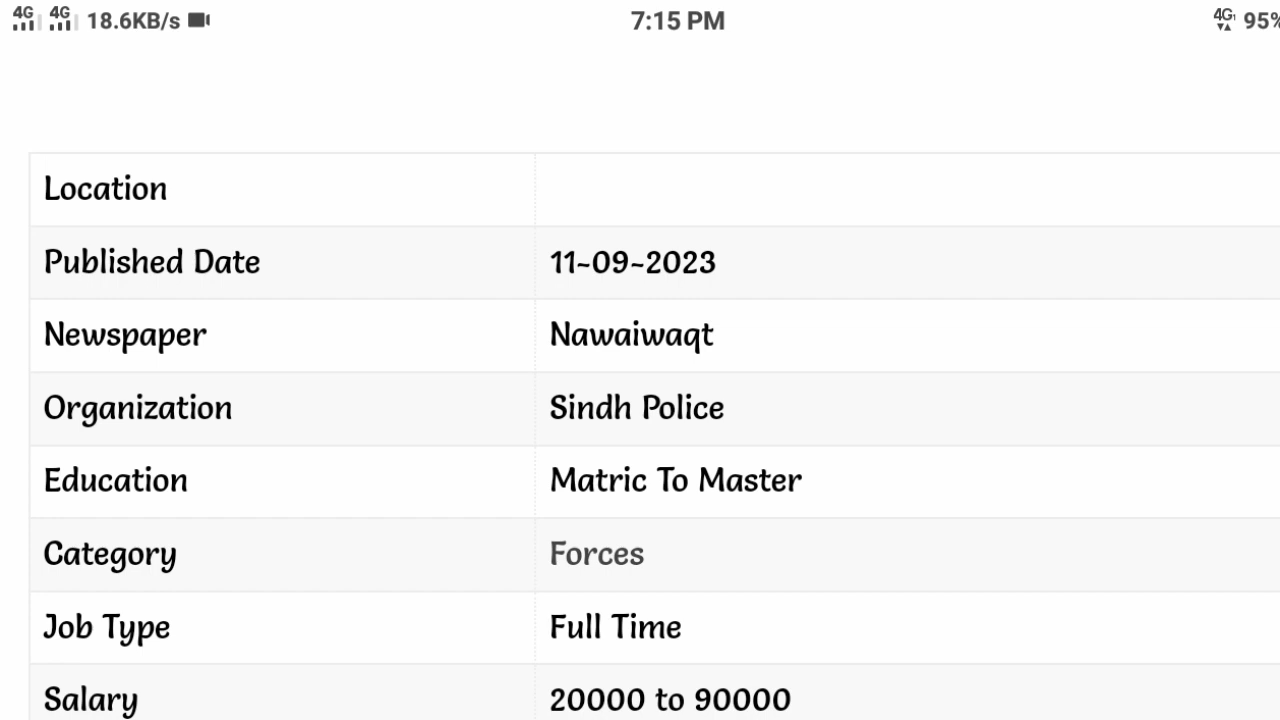 4G 4G 18.6KB/s 7:15 PM 4G 95%
Location
Published Date 11-09-2023
Newspaper Nawaiwaqt
Organization Sindh Police
Education Matric To Master
Category Forces
Job Type Full Time
Salary 20000 to 90000